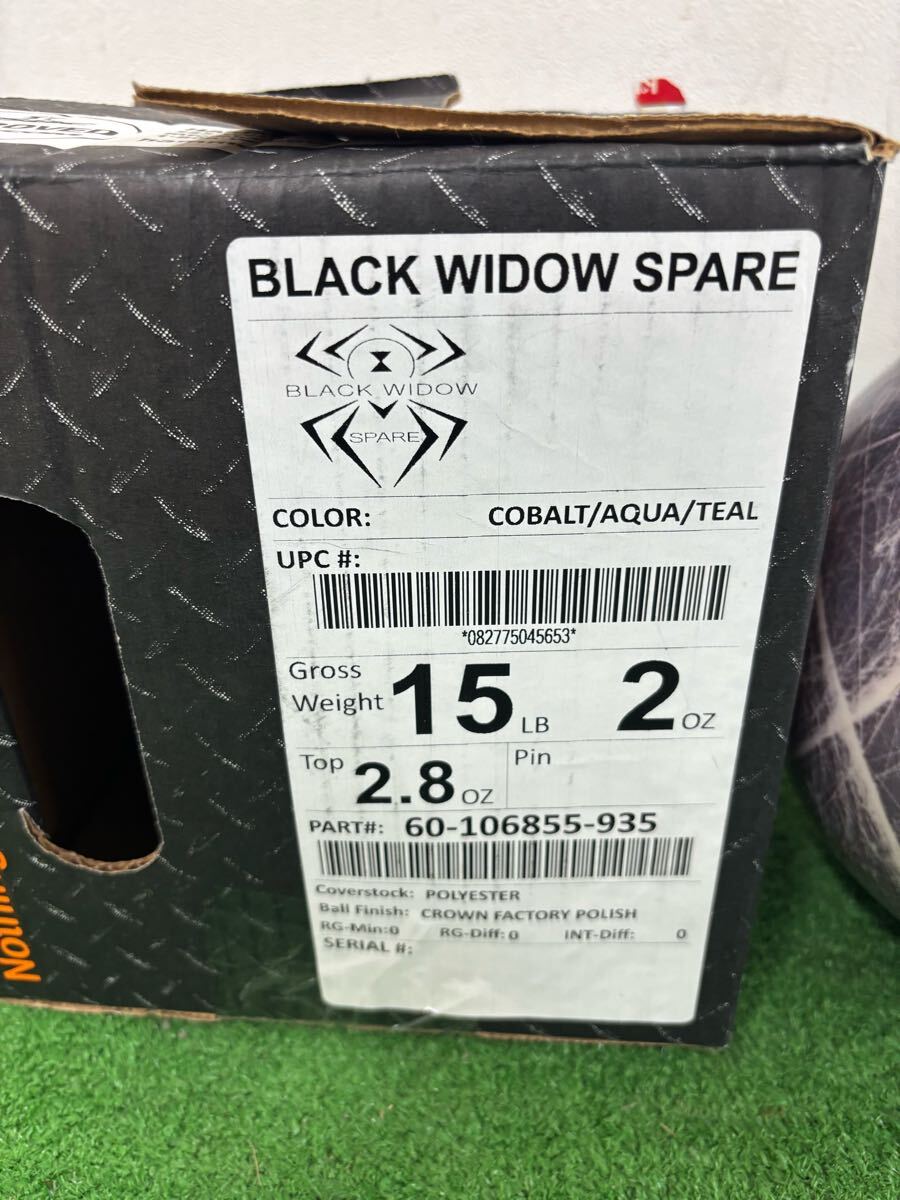 BLACK WIDOW SPARE
BLACK WIDOW
SPARE
COLOR: COBALT/AQUA/TEAL
UPC #:
*082775045653*
Gross Weight 15 LB 2 OZ
Top 2.8 OZ Pin
PART#: 60-106855-935
Coverstock: POLYESTER
Ball Finish: CROWN FACTORY POLISH
RG-Min:0 RG-Diff:0 INT-Diff: 0
SERIAL #: